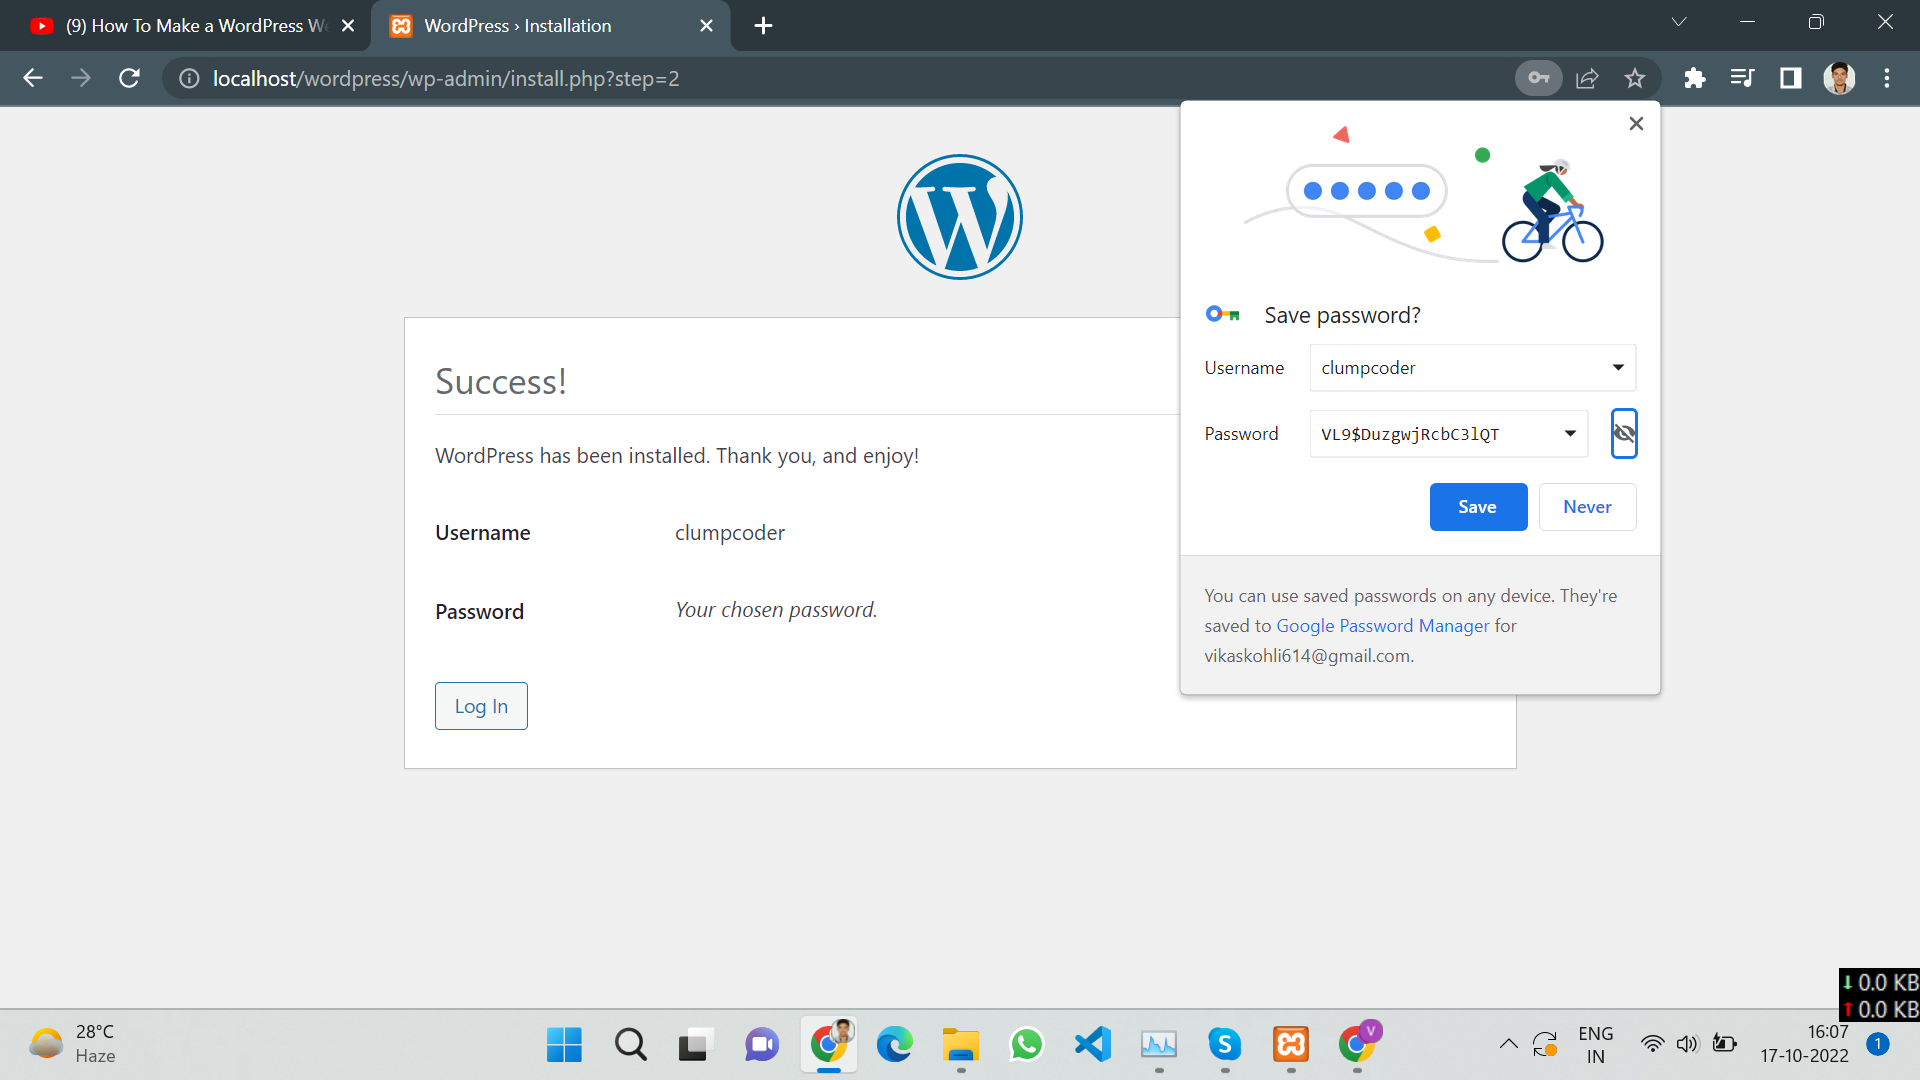 (9) How To Make a WordPress We
WordPress › Installation
localhost/wordpress/wp-admin/install.php?step=2
Success!
WordPress has been installed. Thank you, and enjoy!
Username clumpcoder
Password Your chosen password.
Log In
Save password?
Username clumpcoder
Password VL9$DuzgwjRcbC3lQT
Save Never
You can use saved passwords on any device. They're
saved to Google Password Manager for
vikaskohli614@gmail.com.
0.0 KB
0.0 KB
28°C
Haze
V
S
ENG
IN
16:07
17-10-2022
1